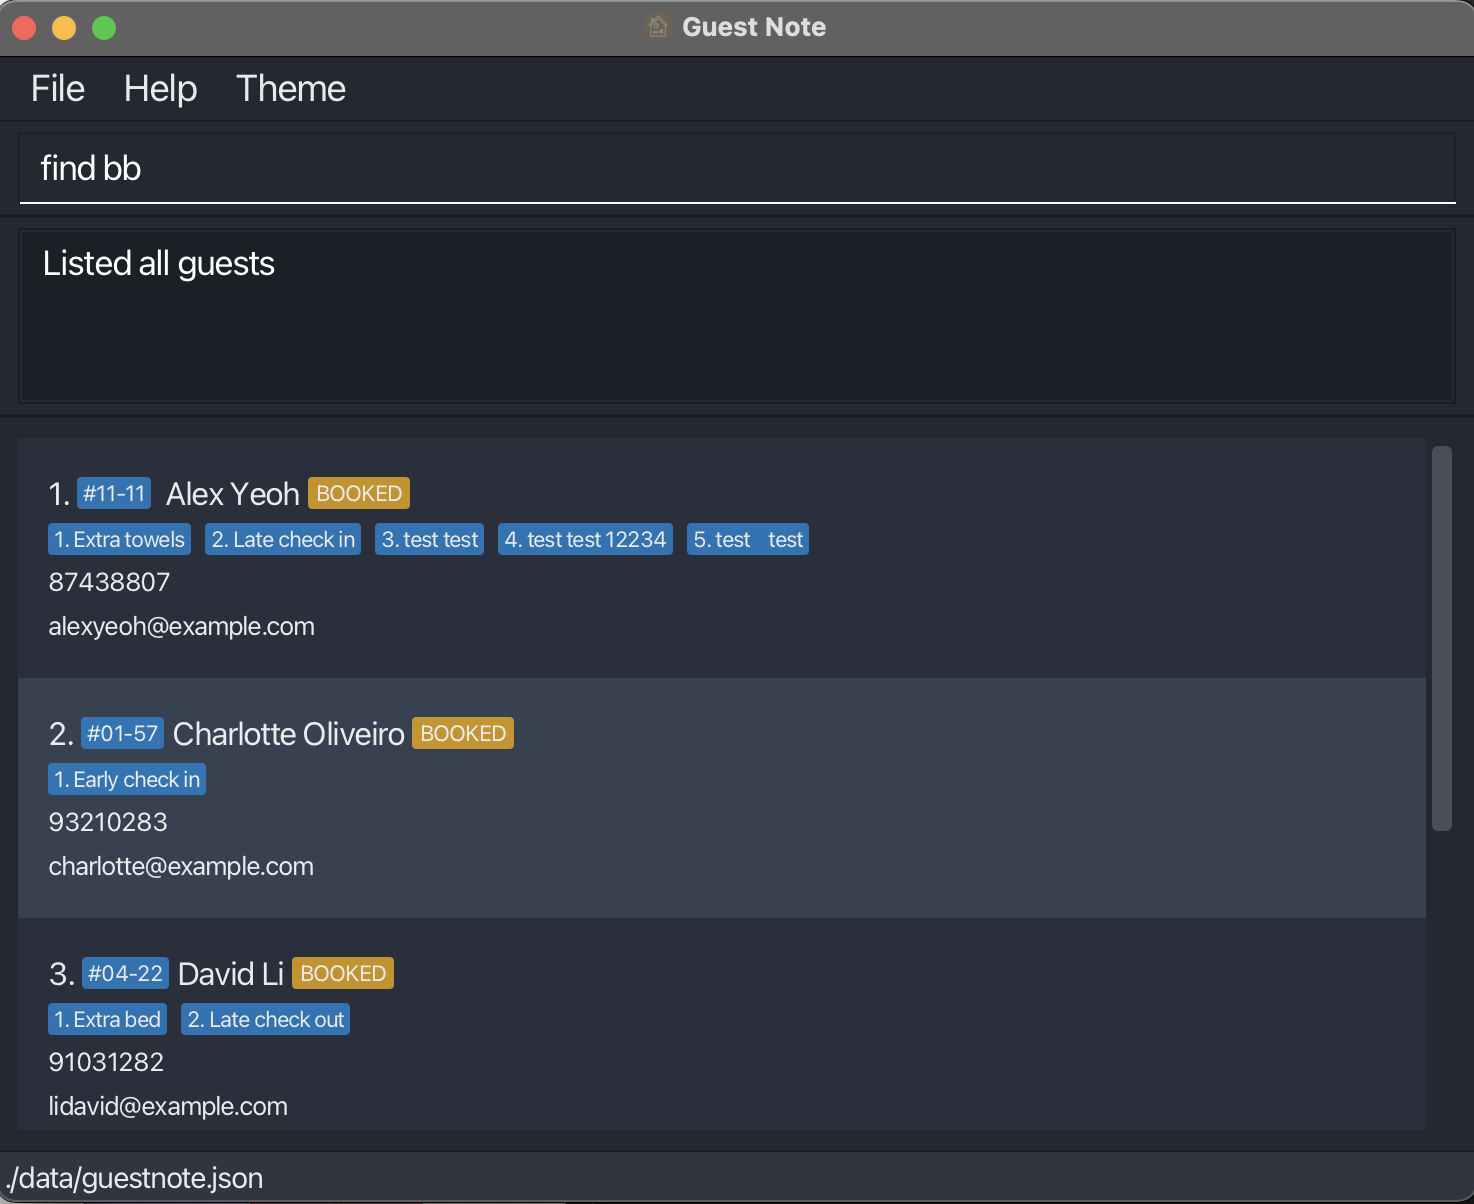 Guest Note
File Help Theme
find bb
Listed all guests
1. #11-11 Alex Yeoh BOOKED
1. Extra towels 2. Late check in 3. test test 4. test test 12234 5. test   test
87438807
alexyeoh@example.com
2. #01-57 Charlotte Oliveiro BOOKED
1. Early check in
93210283
charlotte@example.com
3. #04-22 David Li BOOKED
1. Extra bed 2. Late check out
91031282
lidavid@example.com
./data/guestnote.json